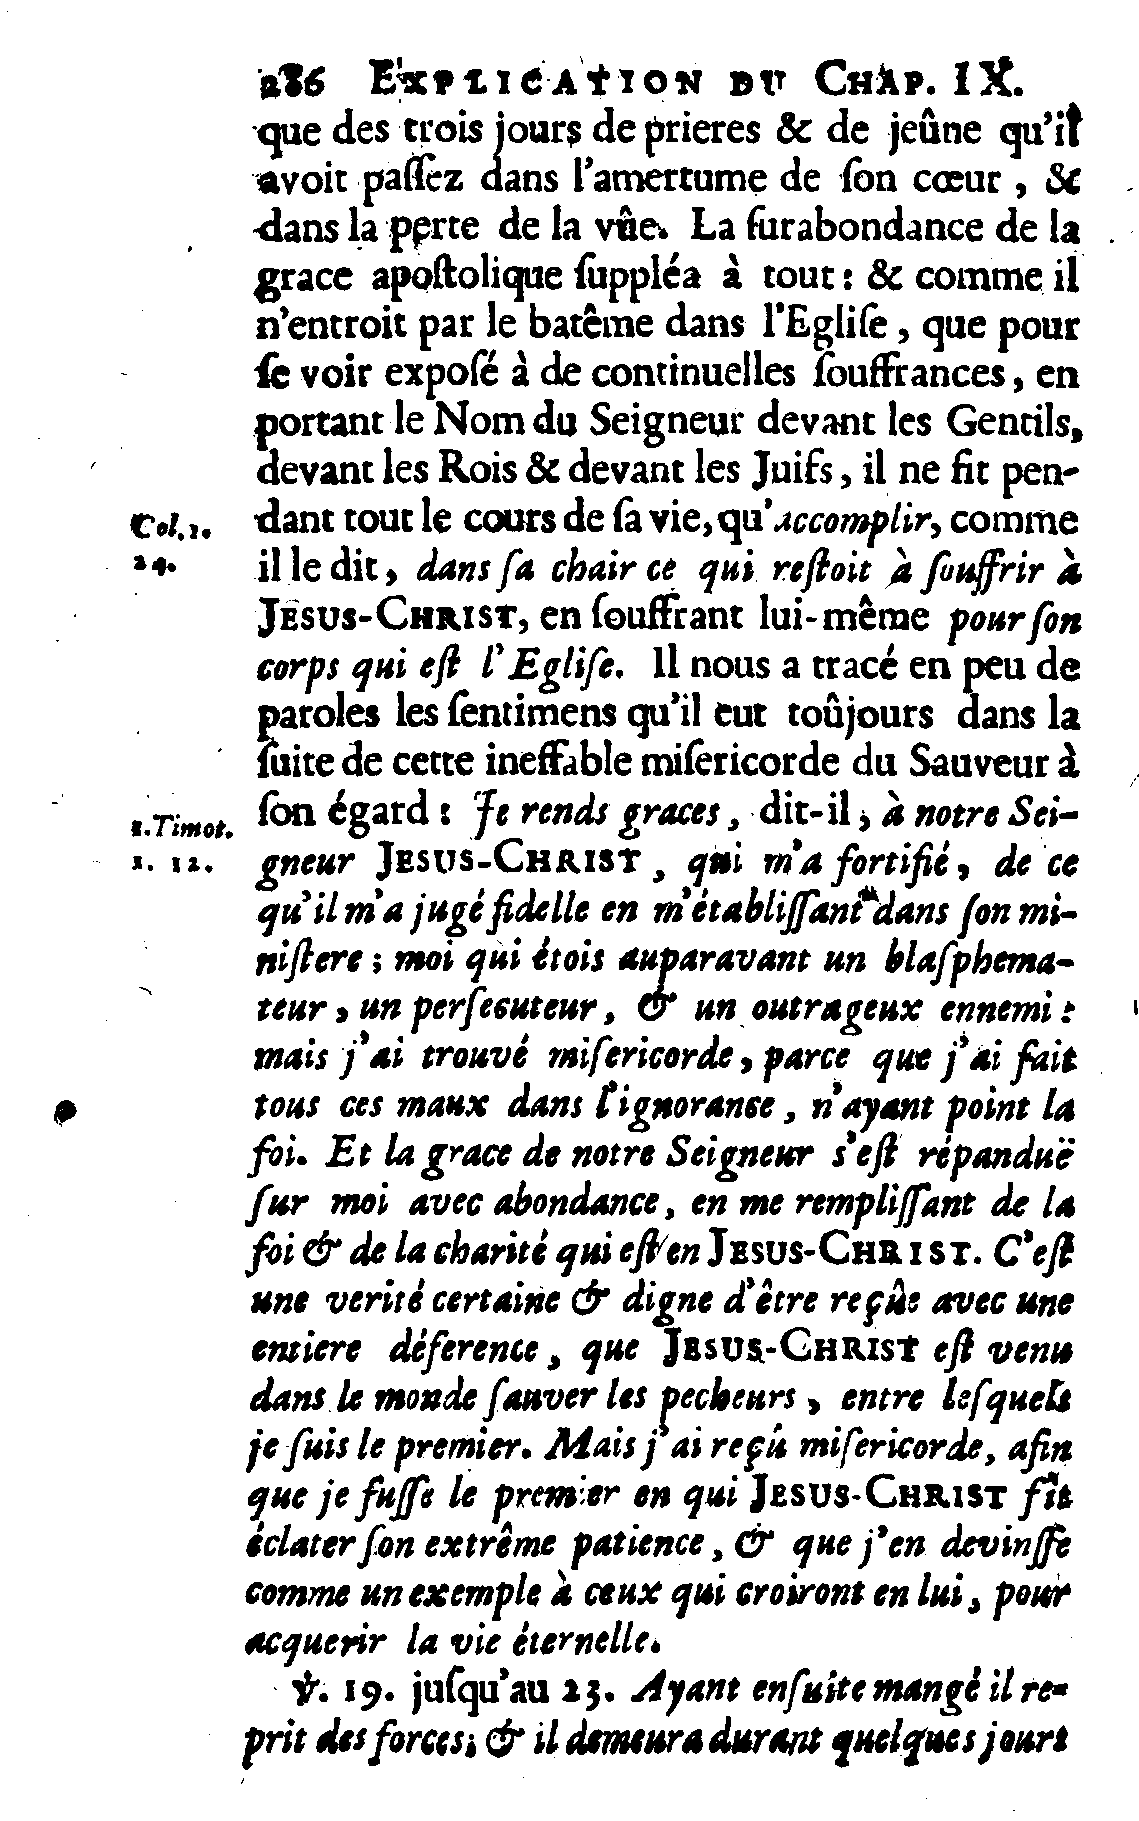 286 EXPLICATION DU CHAP. IX.
que des trois jours de prieres & de jeûne qu'il
avoit paſſez dans l'amertume de ſon cœur, &
dans la perte de la vûe. La ſurabondance de la
grace apoſtolique ſuppléa à tout : & comme il
n'entroit par le batême dans l'Egliſe, que pour
ſe voir expoſé à de continuelles ſouffrances, en
portant le Nom du Seigneur devant les Gentils,
devant les Rois & devant les Juifs, il ne fit pen-
Col. 1. dant tout le cours de ſa vie, qu'accomplir, comme
24. il le dit, dans ſa chair ce qui reſtoit à ſouffrir à
JESUS-CHRIST, en ſouffrant lui-même pour ſon
corps qui eſt l'Egliſe. Il nous a tracé en peu de
paroles les ſentimens qu'il eut toûjours dans la
ſuite de cette ineffable miſericorde du Sauveur à
1. Timot. ſon égard : Je rends graces, dit-il, à notre Sei-
1. 12. gneur JESUS-CHRIST, qui m'a fortifié, de ce
qu'il m'a jugé fidelle en m'établiſſant dans ſon mi-
niſtere ; moi qui étois auparavant un blaſphema-
teur, un perſecuteur, & un outrageux ennemi :
mais j'ai trouvé miſericorde, parce que j'ai fait
tous ces maux dans l'ignorance, n'ayant point la
foi. Et la grace de notre Seigneur s'eſt répanduë
ſur moi avec abondance, en me rempliſſant de la
foi & de la charité qui eſt en JESUS-CHRIST. C'eſt
une verité certaine & digne d'être reçûe avec une
entiere déference, que JESUS-CHRIST eſt venu
dans le monde ſauver les pecheurs, entre leſquels
je ſuis le premier. Mais j'ai reçû miſericorde, afin
que je fuſſe le premier en qui JESUS-CHRIST fît
éclater ſon extrême patience, & que j'en devinſſe
comme un exemple à ceux qui croiront en lui, pour
acquerir la vie éternelle.
℣. 19. juſqu'au 23. Ayant enſuite mangé il re-
prit des forces ; & il demeura durant quelques jours